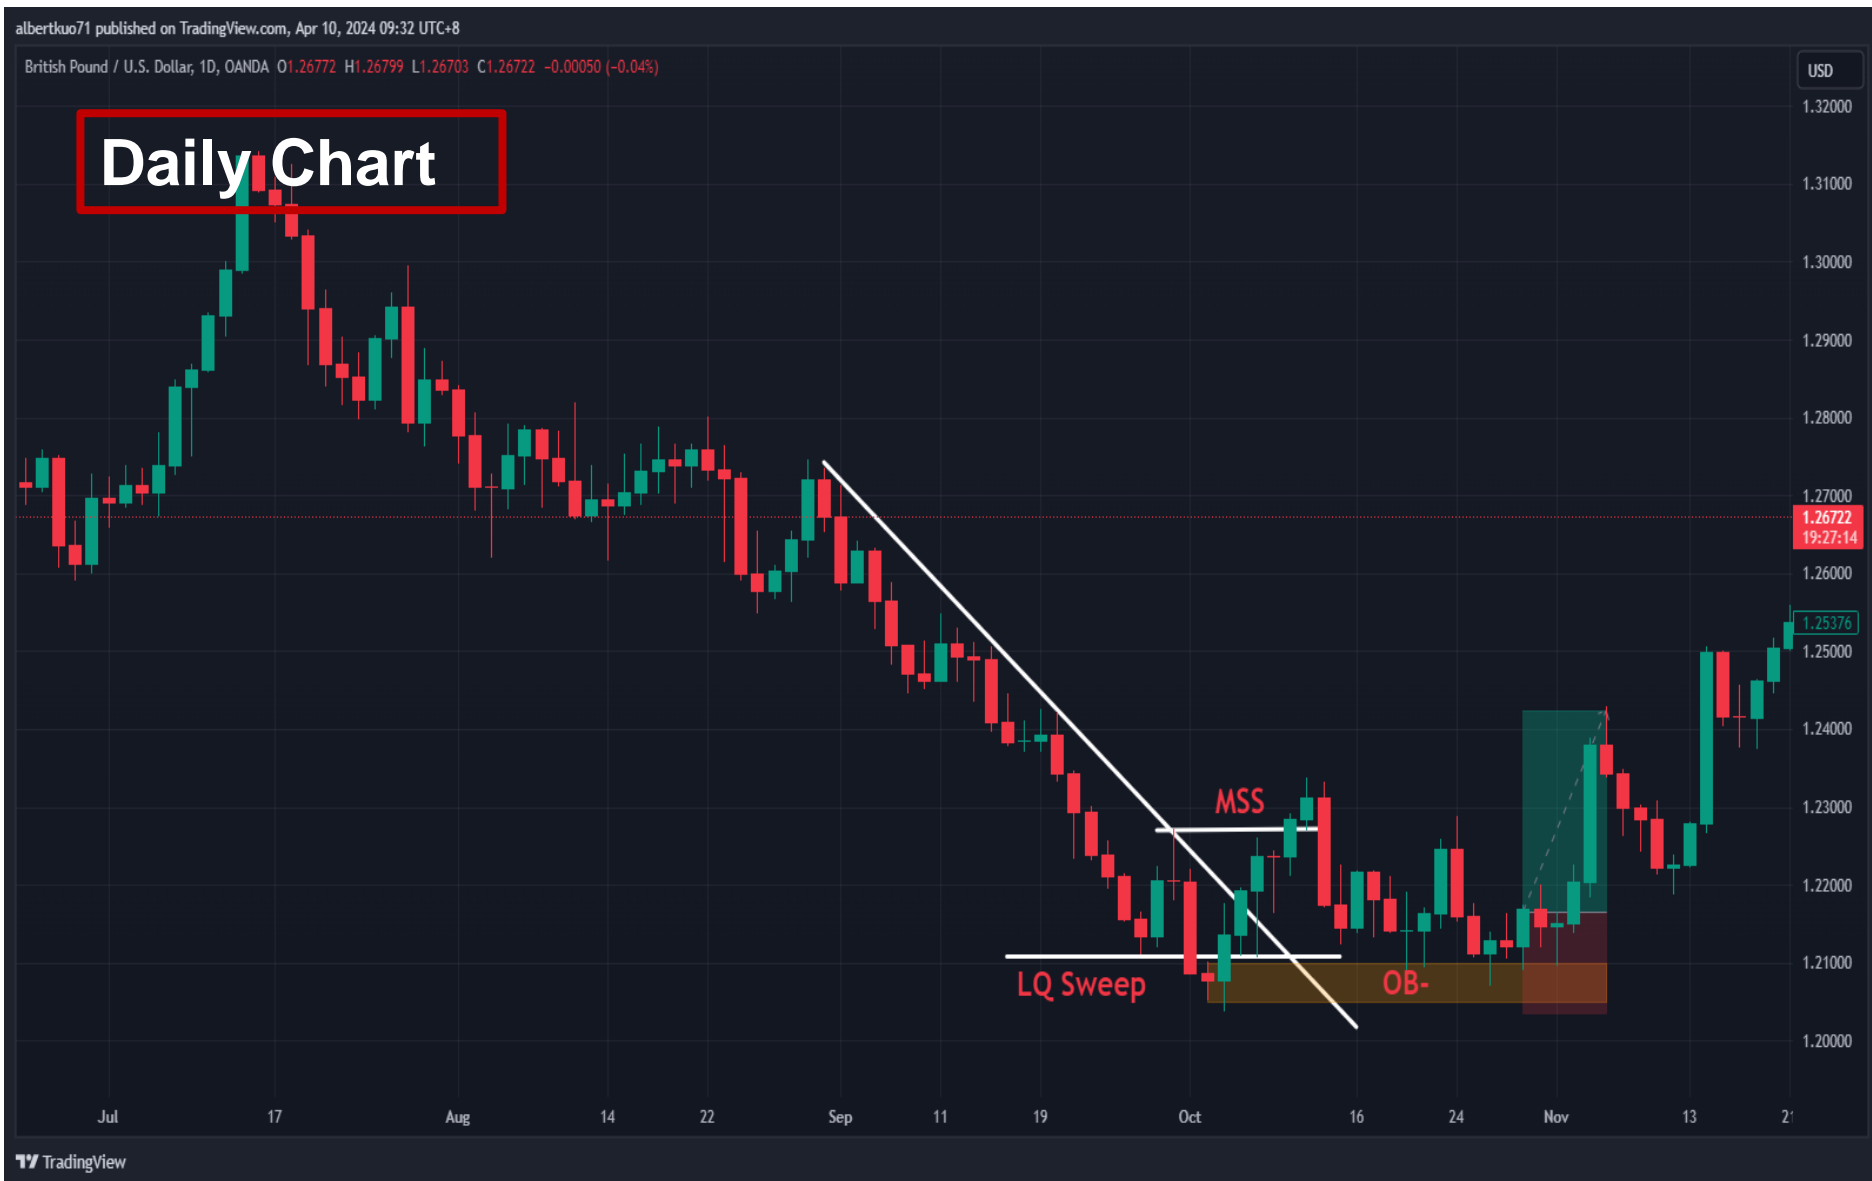 albertkuo71 published on TradingView.com, Apr 10, 2024 09:32 UTC+8
British Pound / U.S. Dollar, 1D, OANDA O1.26772 H1.26799 L1.26703 C1.26722 −0.00050 (−0.04%)
USD
Daily Chart
1.32000
1.31000
1.30000
1.29000
1.28000
1.27000
1.26722
19:27:14
1.26000
1.25376
1.25000
1.24000
1.23000
1.22000
1.21000
1.20000
MSS
LQ Sweep
OB-
Jul 17 Aug 14 22 Sep 11 19 Oct 16 24 Nov 13 21
TradingView